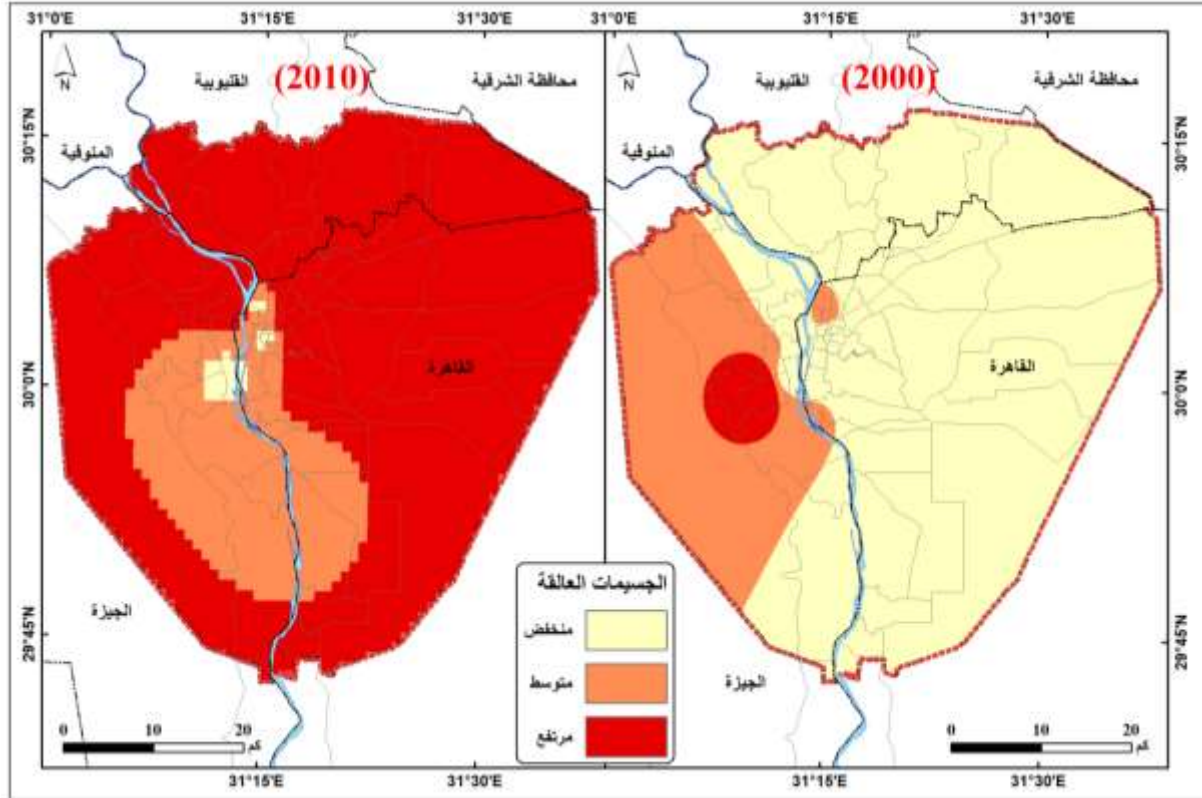 31°0'E 31°15'E 31°30'E 31°0'E 31°15'E 31°30'E
N
القليوبية
(2010)
محافظة الشرقية
N
القليوبية
(2000)
محافظة الشرقية
30°15'N
30°15'N
المنوفية
المنوفية
القاهرة
القاهرة
30°0'N
30°0'N
الجيزة
الجيزة
29°45'N
29°45'N
الجسيمات العالقة
منخفض
متوسط
مرتفع
0 10 20
كم
0 10 20
كم
31°15'E 31°30'E 31°15'E 31°30'E